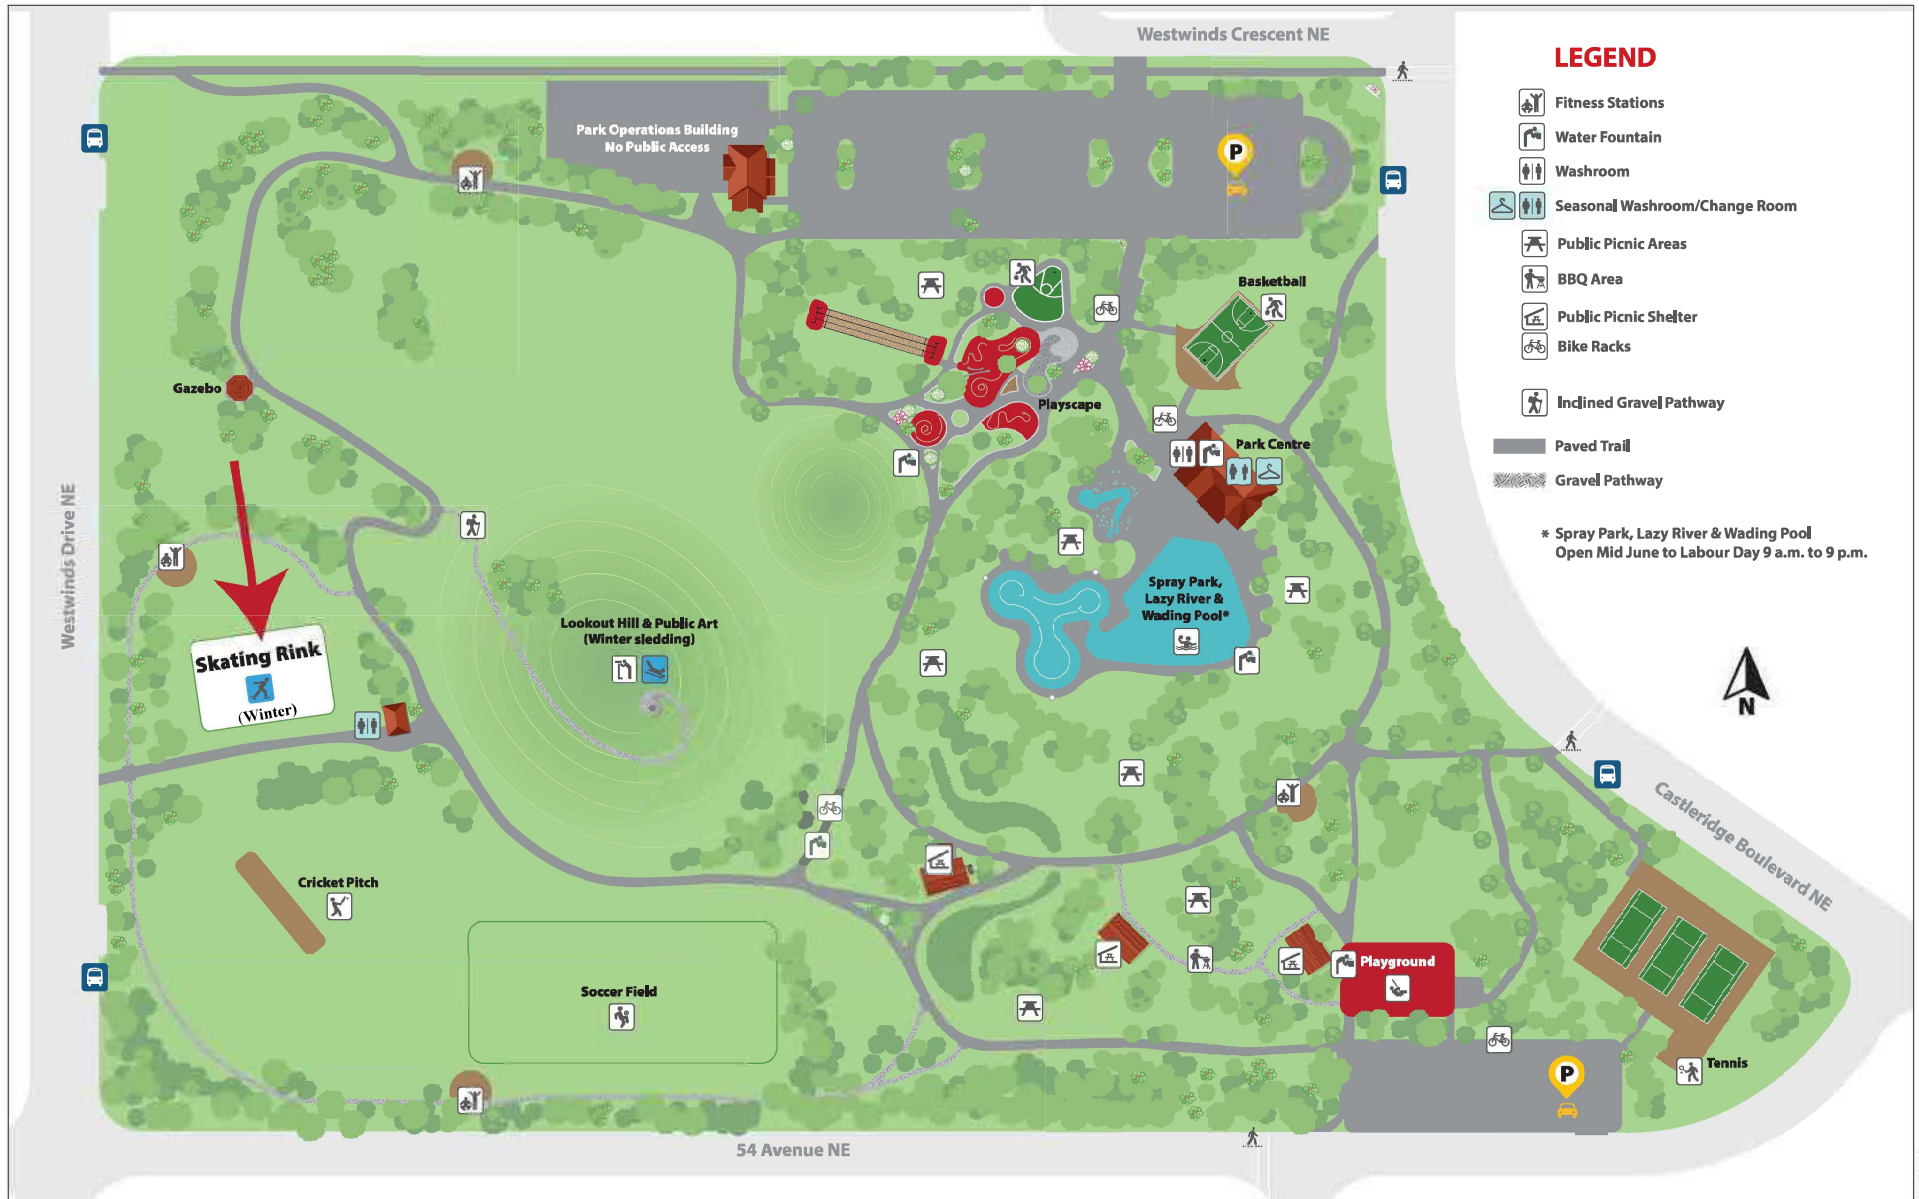 Westwinds Crescent NE
LEGEND
Fitness Stations
Water Fountain
Washroom
Seasonal Washroom/Change Room
Public Picnic Areas
BBQ Area
Public Picnic Shelter
Bike Racks
Inclined Gravel Pathway
Paved Trail
Gravel Pathway
* Spray Park, Lazy River & Wading Pool
Open Mid June to Labour Day 9 a.m. to 9 p.m.
N
Park Operations Building
No Public Access
P
Basketball
Gazebo
Playscape
Park Centre
Westwinds Drive NE
Skating Rink
(Winter)
Lookout Hill & Public Art
(Winter sledding)
Spray Park,
Lazy River &
Wading Pool*
Castleridge Boulevard NE
Cricket Pitch
Soccer Field
Playground
P
Tennis
54 Avenue NE